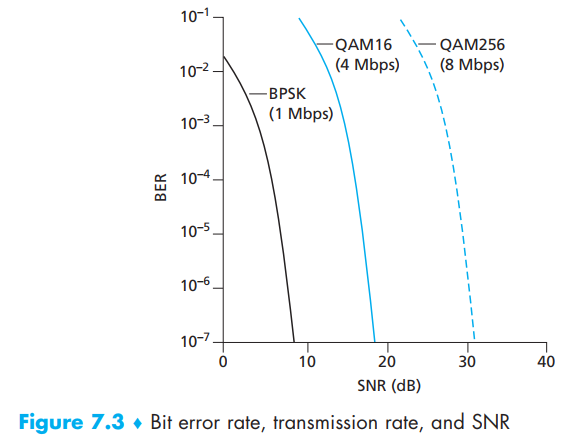 10-1
QAM16
(4 Mbps)
QAM256
(8 Mbps)
10-2
BPSK
(1 Mbps)
10-3
10-4
BER
10-5
10-6
10-7
0
10
20
30
40
SNR (dB)
Figure 7.3 ♦ Bit error rate, transmission rate, and SNR